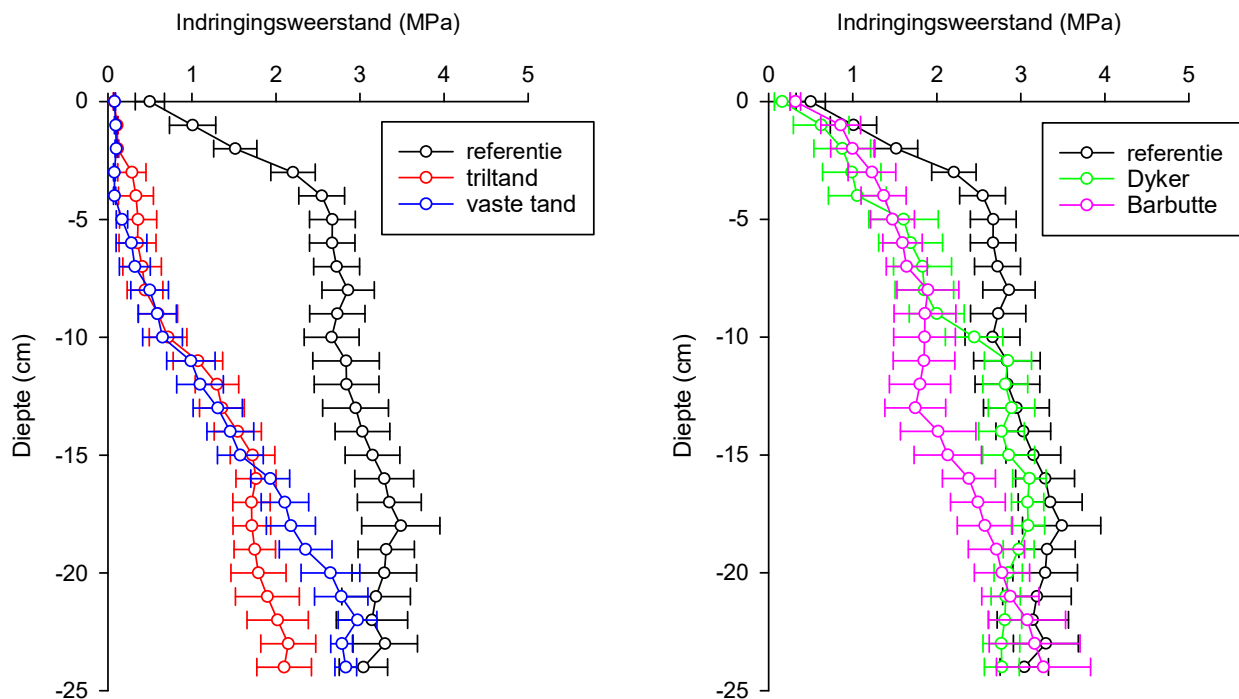 Indringingsweerstand (MPa)
0 1 2 3 4 5
0
-5
-10
-15
-20
-25
Diepte (cm)
referentie
triltand
vaste tand
Indringingsweerstand (MPa)
0 1 2 3 4 5
0
-5
-10
-15
-20
-25
Diepte (cm)
referentie
Dyker
Barbutte